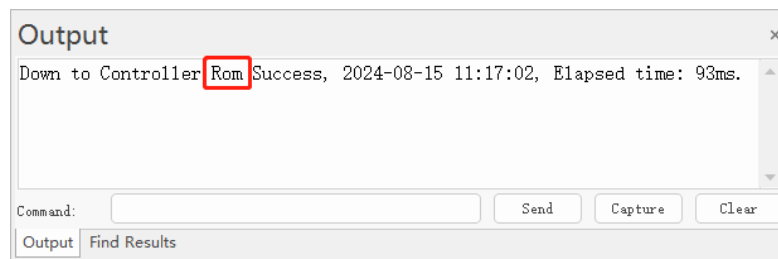 Output
Down to Controller Rom Success, 2024-08-15 11:17:02, Elapsed time: 93ms.
Command: Send Capture Clear
Output Find Results